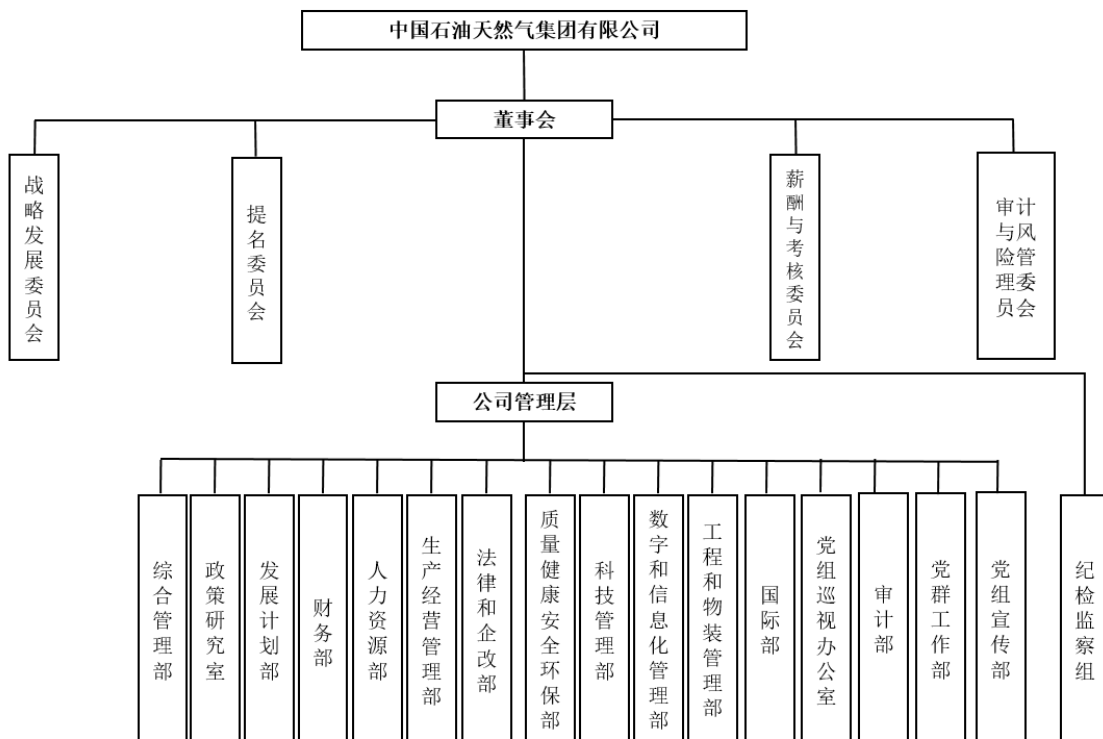 中国石油天然气集团有限公司
董事会
战略发展委员会
提名委员会
薪酬与考核委员会
审计与风险管理委员会
公司管理层
综合管理部
政策研究室
发展计划部
财务部
人力资源部
生产经营管理部
法律和企改部
质量健康安全环保部
科技管理部
数字和信息化管理部
工程和物装管理部
国际部
党组巡视办公室
审计部
党群工作部
党组宣传部
纪检监察组